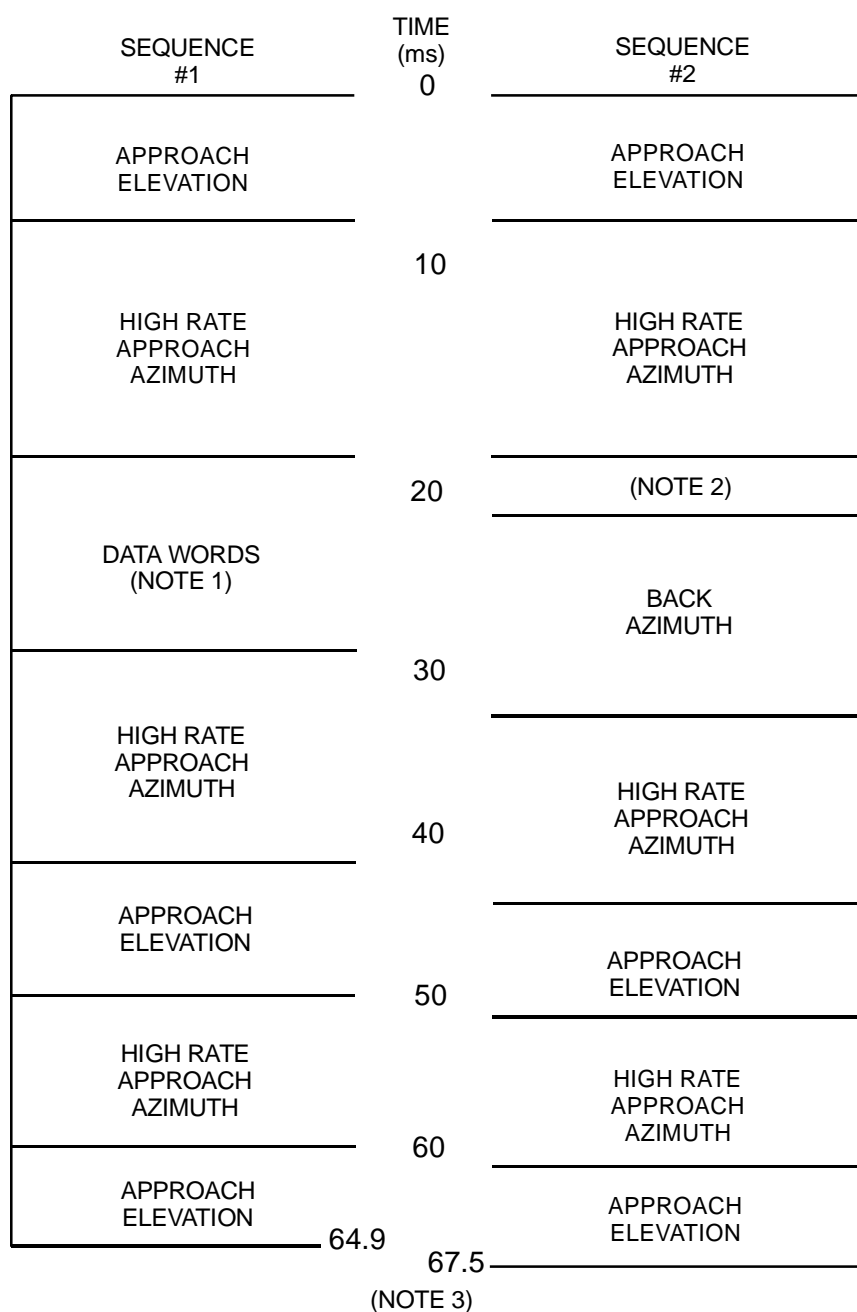 SEQUENCE
#1
TIME
(ms)
0
SEQUENCE
#2
APPROACH
ELEVATION
APPROACH
ELEVATION
10
HIGH RATE
APPROACH
AZIMUTH
HIGH RATE
APPROACH
AZIMUTH
20
(NOTE 2)
DATA WORDS
(NOTE 1)
BACK
AZIMUTH
30
HIGH RATE
APPROACH
AZIMUTH
HIGH RATE
APPROACH
AZIMUTH
40
APPROACH
ELEVATION
APPROACH
ELEVATION
50
HIGH RATE
APPROACH
AZIMUTH
HIGH RATE
APPROACH
AZIMUTH
60
APPROACH
ELEVATION
APPROACH
ELEVATION
64.9
67.5
(NOTE 3)